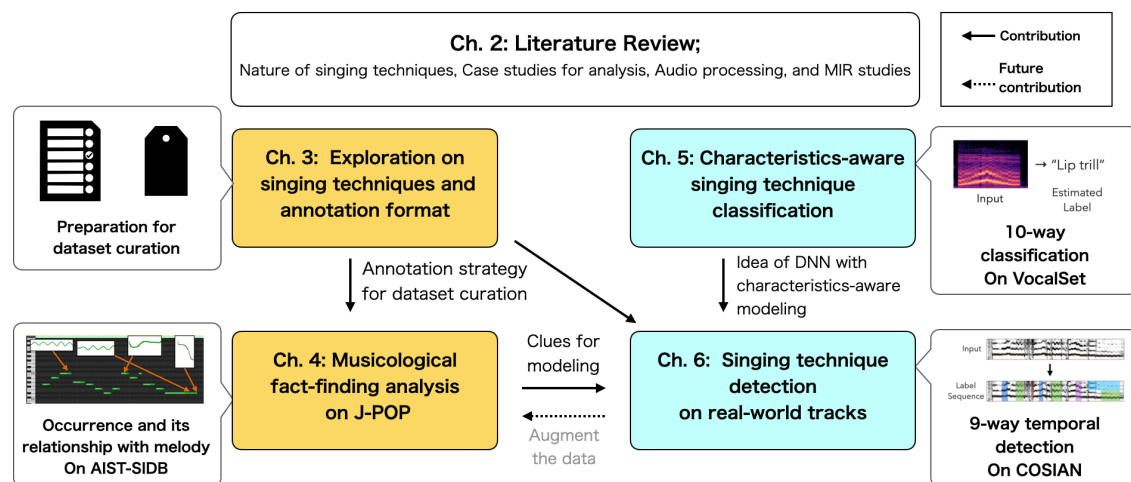 Ch. 2: Literature Review;
Nature of singing techniques, Case studies for analysis, Audio processing, and MIR studies
Contribution
Future
contribution
Preparation for
dataset curation
Ch. 3: Exploration on
singing techniques and
annotation format
Ch. 5: Characteristics-aware
singing technique
classification
→ "Lip trill"
Input
Estimated
Label
10-way
classification
On VocalSet
Annotation strategy
for dataset curation
Idea of DNN with
characteristics-aware
modeling
Occurrence and its
relationship with melody
On AIST-SIDB
Ch. 4: Musicological
fact-finding analysis
on J-POP
Clues for
modeling
Augment
the data
Ch. 6: Singing technique
detection
on real-world tracks
Input
Label
Sequence
9-way temporal
detection
On COSIAN